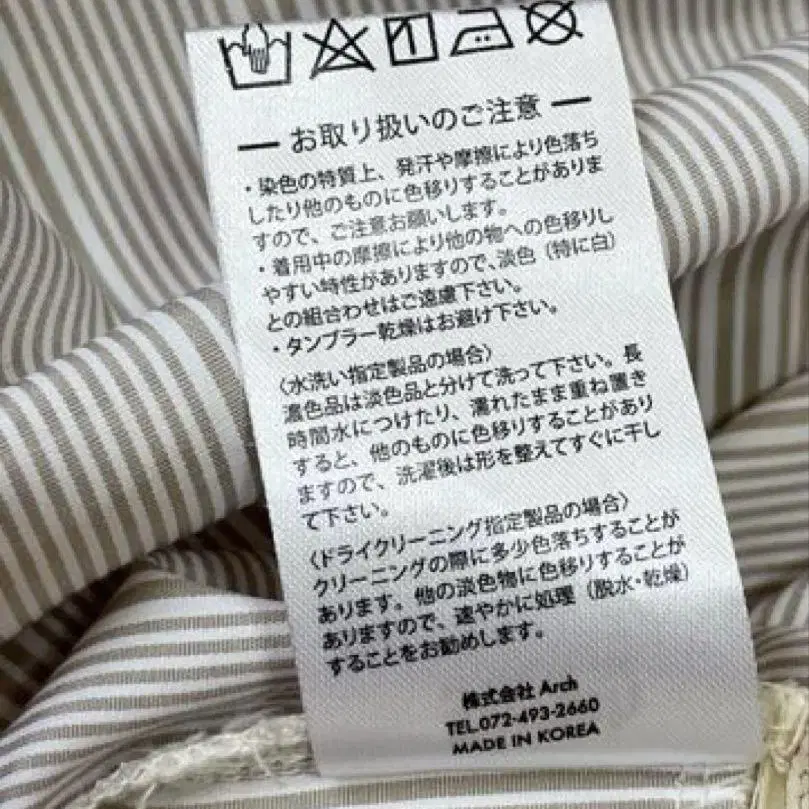 お取り扱いのご注意
・染色の特質上、発汗や摩擦により色落ち
したり他のものに色移りすることがありま
すので、ご注意お願いします。
・着用中の摩擦により他の物への色移りし
やすい特性がありますので、淡色（特に白）
との組合わせはご遠慮下さい。
・タンブラー乾燥はお避け下さい。
〈水洗い指定製品の場合〉
濃色品は淡色品と分けて洗って下さい。長
時間水につけたり、濡れたまま重ね置き
すると、他のものに色移りすることがあり
ますので、洗濯後は形を整えてすぐに干し
て下さい。
〈ドライクリーニング指定製品の場合〉
クリーニングの際に多少色落ちすることが
あります。他の淡色物に色移りすることが
ありますので、速やかに処理（脱水・乾燥）
することをお勧めします。
株式会社 Arch
TEL.072-493-2660
MADE IN KOREA